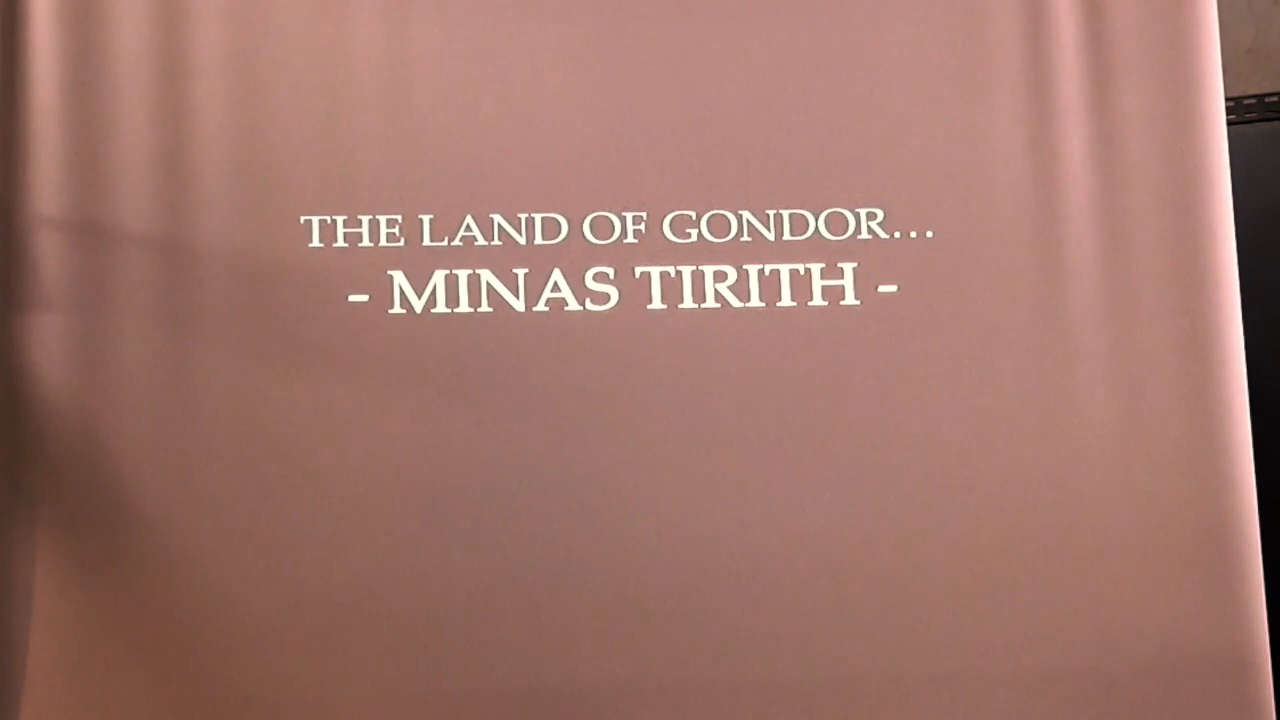 THE LAND OF GONDOR...
- MINAS TIRITH -